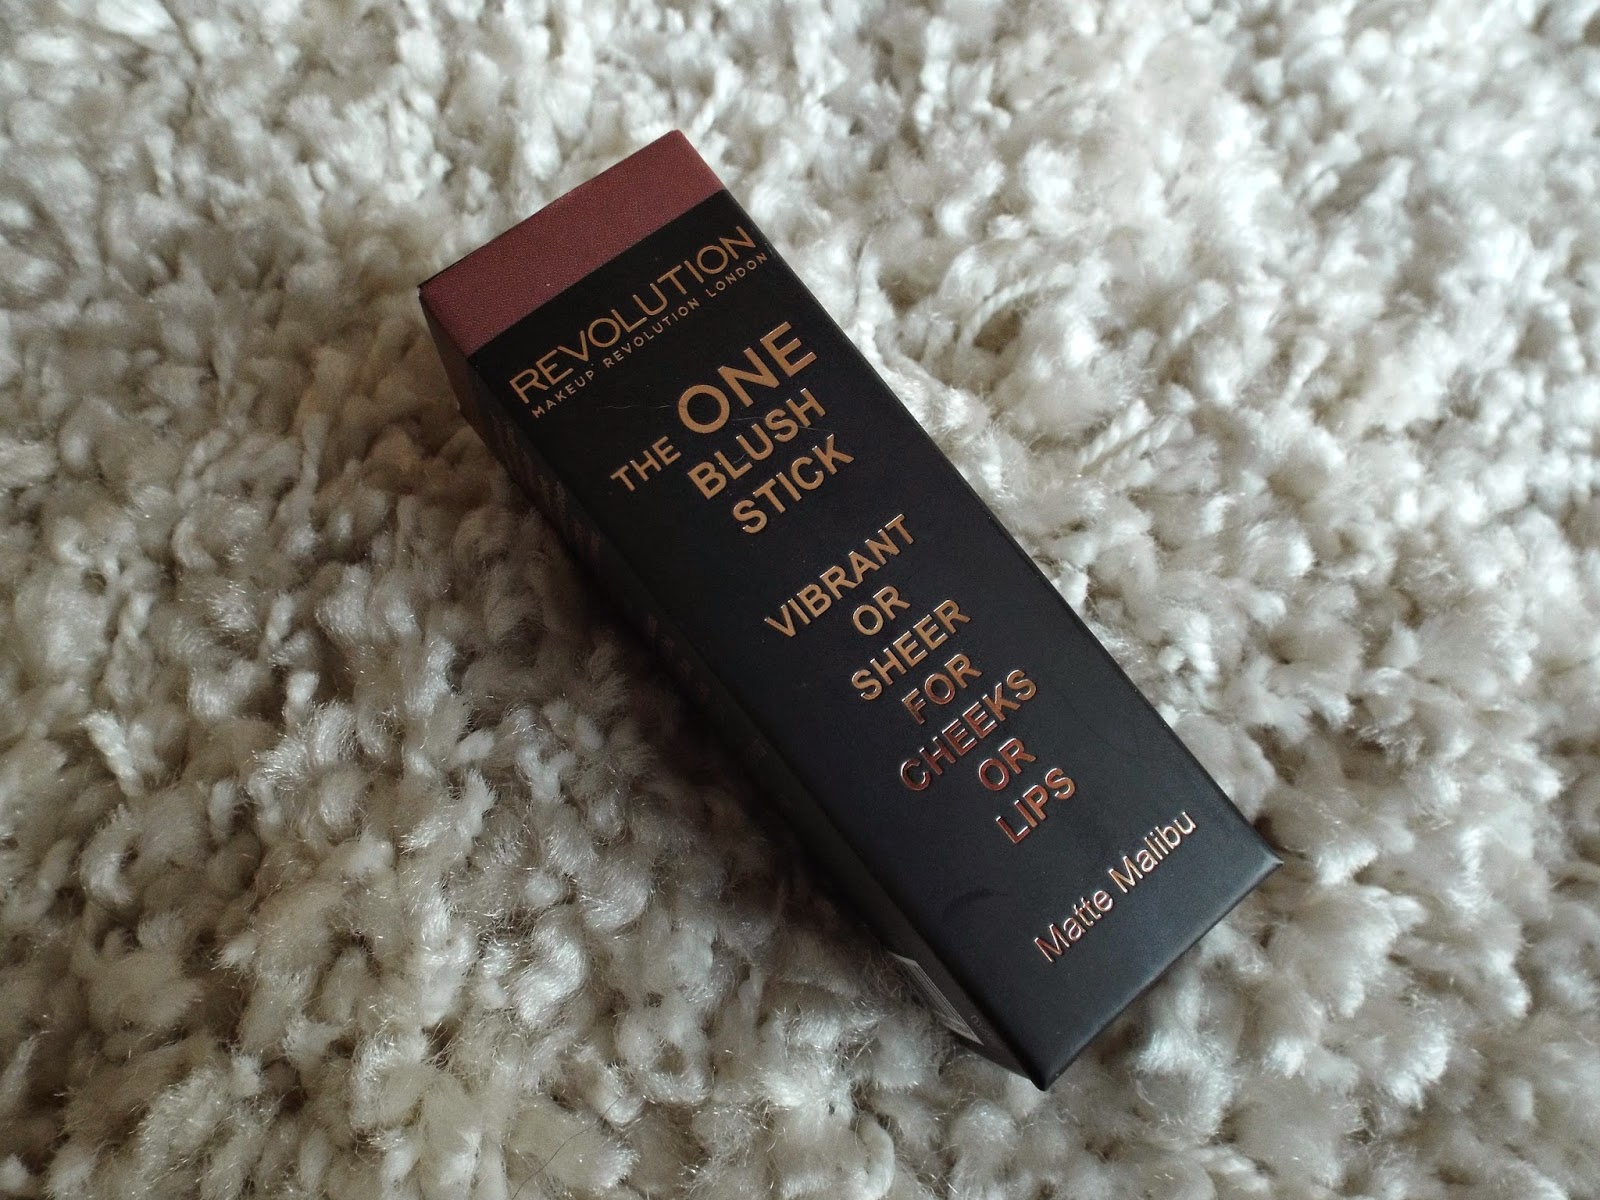 REVOLUTION
MAKEUP REVOLUTION LONDON
THE ONE
BLUSH
STICK
VIBRANT
OR
SHEER
FOR
CHEEKS
OR
LIPS
Matte Malibu